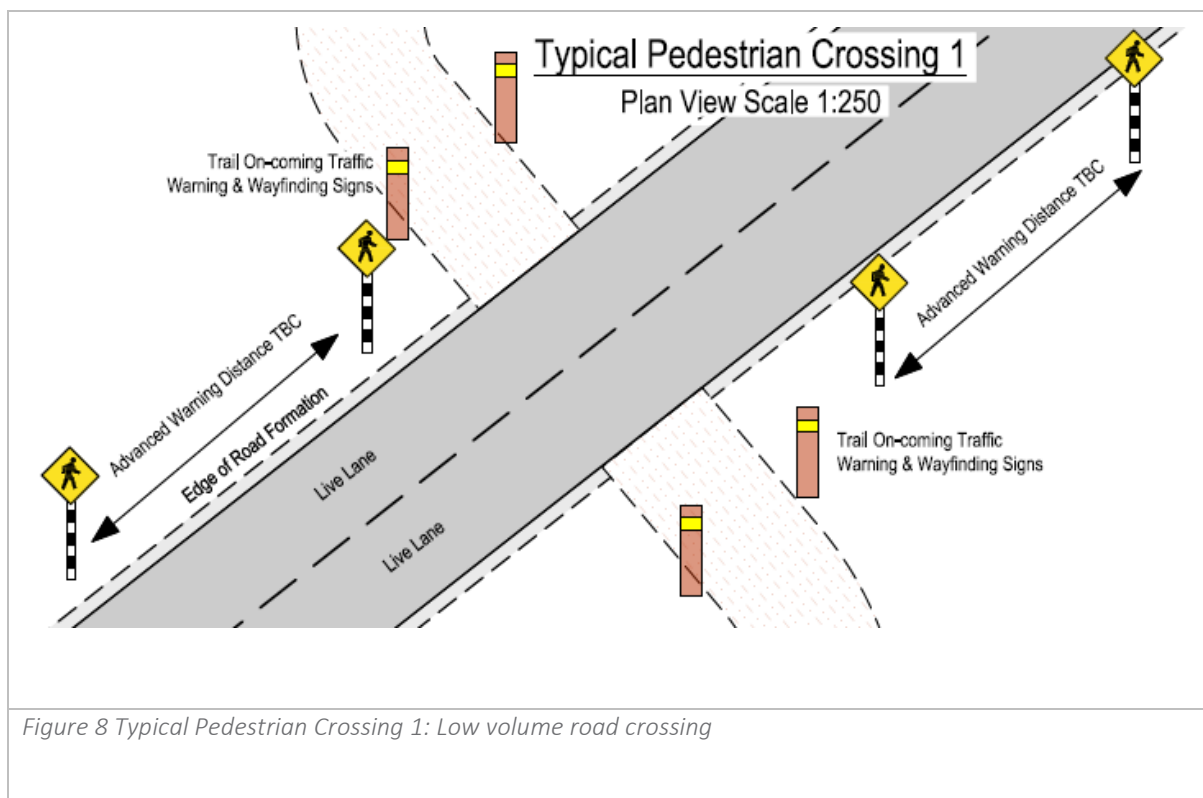 Typical Pedestrian Crossing 1
Plan View Scale 1:250
Trail On-coming Traffic
Warning & Wayfinding Signs
Advanced Warning Distance TBC
Advanced Warning Distance TBC
Edge of Road Formation
Live Lane
Live Lane
Trail On-coming Traffic
Warning & Wayfinding Signs
Figure 8 Typical Pedestrian Crossing 1: Low volume road crossing